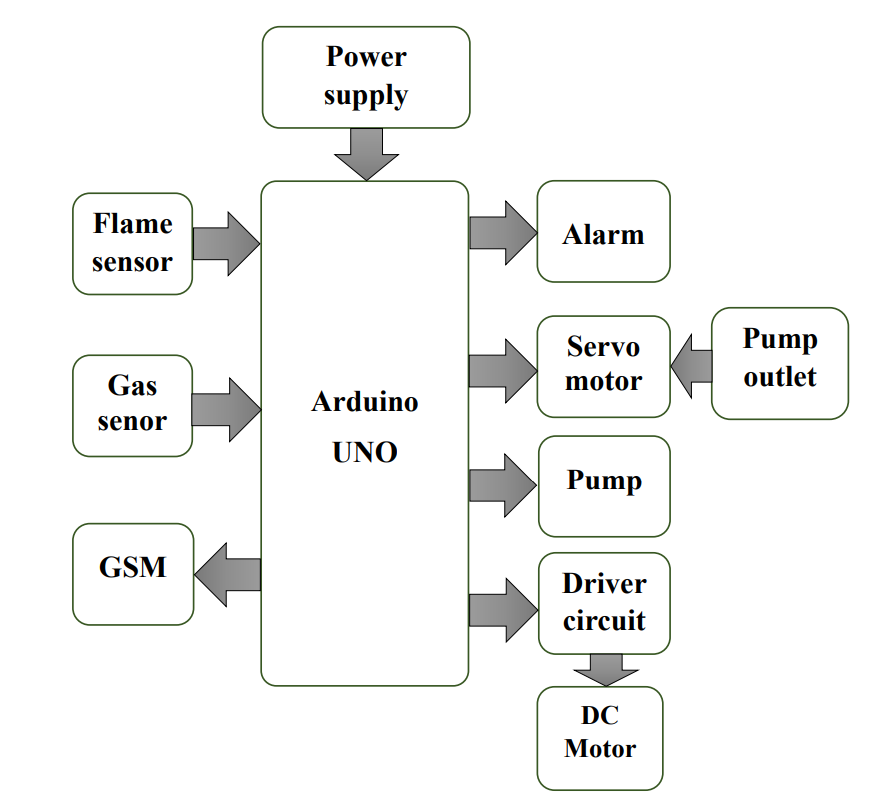 Power
supply
Flame
sensor
Alarm
Servo
motor
Pump
outlet
Gas
senor
Arduino
UNO
Pump
GSM
Driver
circuit
DC
Motor